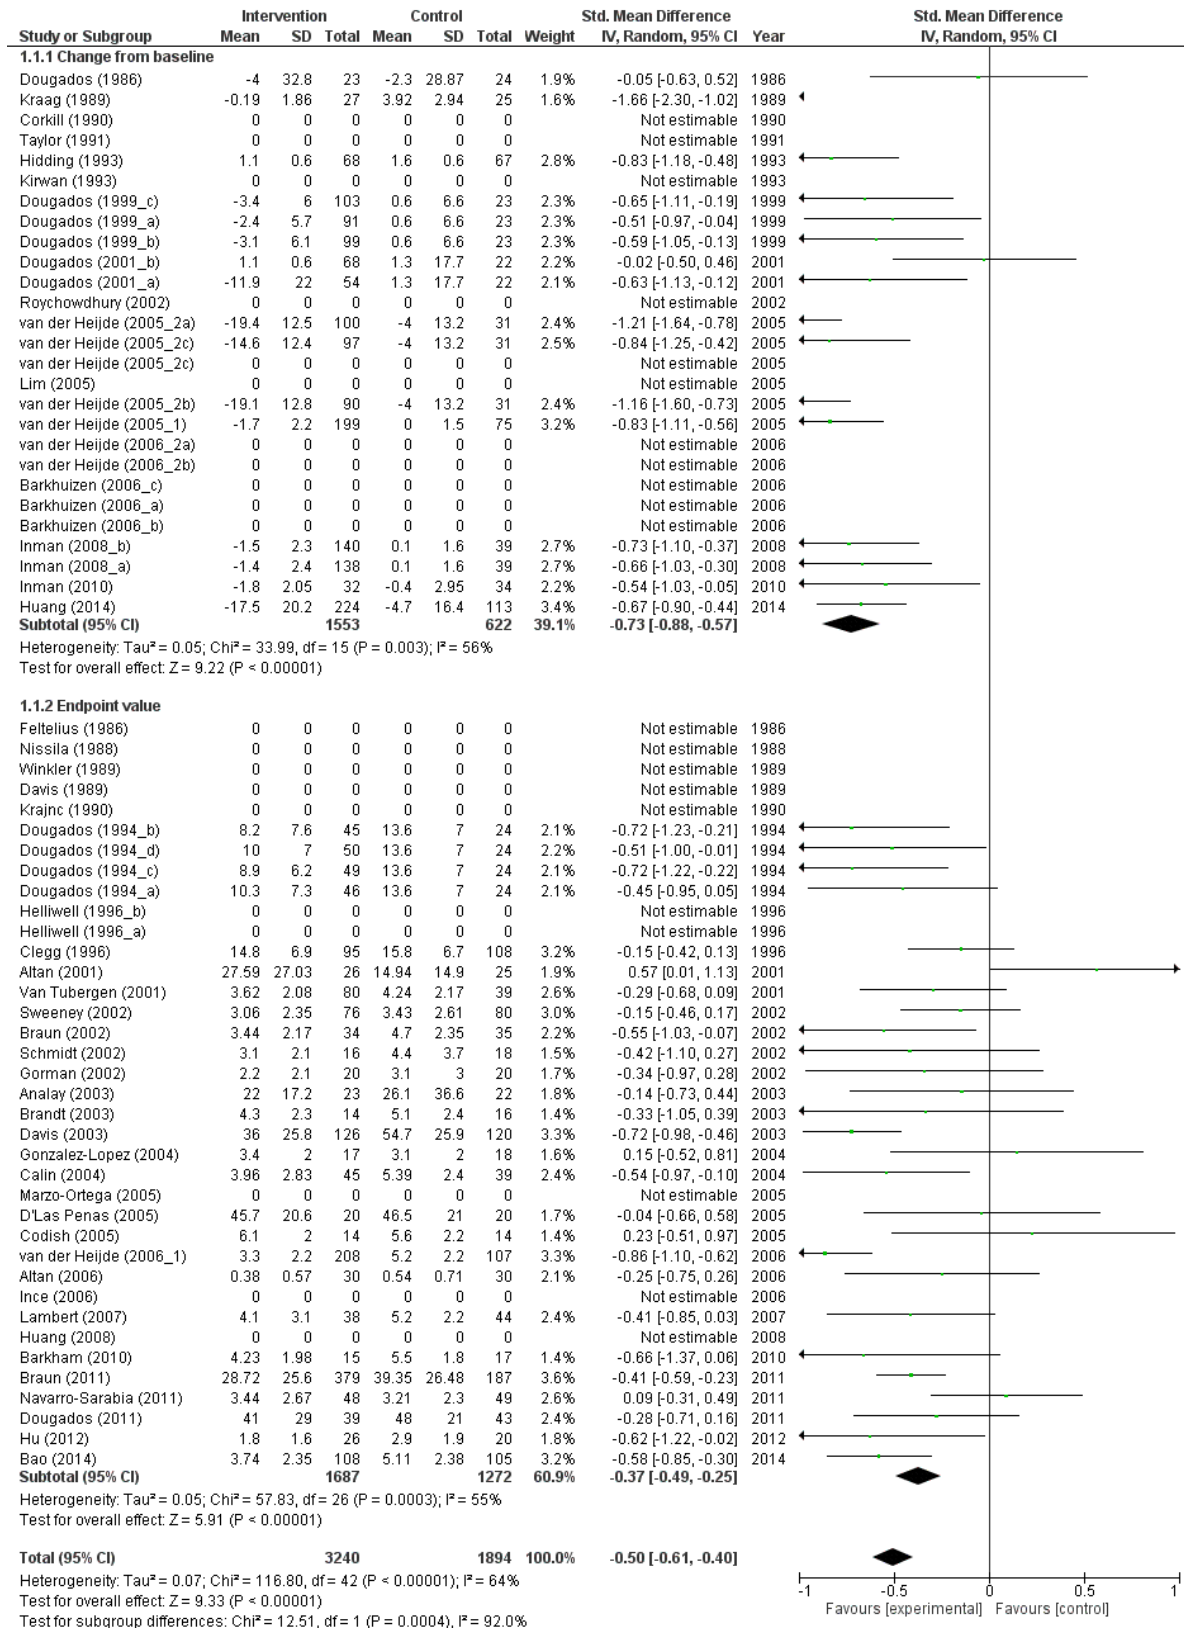 Intervention Control Std. Mean Difference Std. Mean Difference
Study or Subgroup Mean SD Total Mean SD Total Weight IV, Random, 95% CI Year IV, Random, 95% CI
1.1.1 Change from baseline
Dougados (1986) -4 32.8 23 -2.3 28.87 24 1.9% -0.05 [-0.63, 0.52] 1986
Kraag (1989) -0.19 1.86 27 3.92 2.94 25 1.6% -1.66 [-2.30, -1.02] 1989
Corkill (1990) 0 0 0 0 0 0 Not estimable 1990
Taylor (1991) 0 0 0 0 0 0 Not estimable 1991
Hidding (1993) 1.1 0.6 68 1.6 0.6 67 2.8% -0.83 [-1.18, -0.48] 1993
Kirwan (1993) 0 0 0 0 0 0 Not estimable 1993
Dougados (1999_c) -3.4 6 103 0.6 6.6 23 2.3% -0.65 [-1.11, -0.19] 1999
Dougados (1999_a) -2.4 5.7 91 0.6 6.6 23 2.3% -0.51 [-0.97, -0.04] 1999
Dougados (1999_b) -3.1 6.1 99 0.6 6.6 23 2.3% -0.59 [-1.05, -0.13] 1999
Dougados (2001_b) 1.1 0.6 68 1.3 17.7 22 2.2% -0.02 [-0.50, 0.46] 2001
Dougados (2001_a) -11.9 22 54 1.3 17.7 22 2.1% -0.63 [-1.13, -0.12] 2001
Roychowdhury (2002) 0 0 0 0 0 0 Not estimable 2002
van der Heijde (2005_2a) -19.4 12.5 100 -4 13.2 31 2.4% -1.21 [-1.64, -0.78] 2005
van der Heijde (2005_2c) -14.6 12.4 97 -4 13.2 31 2.5% -0.84 [-1.25, -0.42] 2005
van der Heijde (2005_2c) 0 0 0 0 0 0 Not estimable 2005
Lim (2005) 0 0 0 0 0 0 Not estimable 2005
van der Heijde (2005_2b) -19.1 12.8 90 -4 13.2 31 2.4% -1.16 [-1.60, -0.73] 2005
van der Heijde (2005_1) -1.7 2.2 199 0 1.5 75 3.2% -0.83 [-1.11, -0.56] 2005
van der Heijde (2006_2a) 0 0 0 0 0 0 Not estimable 2006
van der Heijde (2006_2b) 0 0 0 0 0 0 Not estimable 2006
Barkhuizen (2006_c) 0 0 0 0 0 0 Not estimable 2006
Barkhuizen (2006_a) 0 0 0 0 0 0 Not estimable 2006
Barkhuizen (2006_b) 0 0 0 0 0 0 Not estimable 2006
Inman (2008_b) -1.5 2.3 140 0.1 1.6 39 2.7% -0.73 [-1.10, -0.37] 2008
Inman (2008_a) -1.4 2.4 138 0.1 1.6 39 2.7% -0.66 [-1.03, -0.30] 2008
Inman (2010) -1.8 2.05 32 -0.4 2.95 34 2.2% -0.54 [-1.03, -0.05] 2010
Huang (2014) -17.5 20.2 224 -4.7 16.4 113 3.4% -0.67 [-0.90, -0.44] 2014
Subtotal (95% CI) 1553 622 39.1% -0.73 [-0.88, -0.57]
Heterogeneity: Tau² = 0.05; Chi² = 33.99, df = 15 (P = 0.003); I² = 56%
Test for overall effect: Z = 9.22 (P < 0.00001)
1.1.2 Endpoint value
Feltelius (1986) 0 0 0 0 0 0 Not estimable 1986
Nissila (1988) 0 0 0 0 0 0 Not estimable 1988
Winkler (1989) 0 0 0 0 0 0 Not estimable 1989
Davis (1989) 0 0 0 0 0 0 Not estimable 1989
Krajnc (1990) 0 0 0 0 0 0 Not estimable 1990
Dougados (1994_b) 8.2 7.6 45 13.6 7 24 2.1% -0.72 [-1.23, -0.21] 1994
Dougados (1994_d) 10 7 50 13.6 7 24 2.2% -0.51 [-1.00, -0.01] 1994
Dougados (1994_c) 8.9 6.2 49 13.6 7 24 2.1% -0.72 [-1.22, -0.22] 1994
Dougados (1994_a) 10.3 7.3 46 13.6 7 24 2.1% -0.45 [-0.95, 0.05] 1994
Helliwell (1996_b) 0 0 0 0 0 0 Not estimable 1996
Helliwell (1996_a) 0 0 0 0 0 0 Not estimable 1996
Clegg (1996) 14.8 6.9 95 15.8 6.7 108 3.2% -0.15 [-0.42, 0.13] 1996
Altan (2001) 27.59 27.03 26 14.94 14.9 25 1.9% 0.57 [0.01, 1.13] 2001
Van Tubergen (2001) 3.62 2.08 80 4.24 2.17 39 2.6% -0.29 [-0.68, 0.09] 2001
Sweeney (2002) 3.06 2.35 76 3.43 2.61 80 3.0% -0.15 [-0.46, 0.17] 2002
Braun (2002) 3.44 2.17 34 4.7 2.35 35 2.2% -0.55 [-1.03, -0.07] 2002
Schmidt (2002) 3.1 2.1 16 4.4 3.7 18 1.5% -0.42 [-1.10, 0.27] 2002
Gorman (2002) 2.2 2.1 20 3.1 3 20 1.7% -0.34 [-0.97, 0.28] 2002
Analay (2003) 22 17.2 23 26.1 36.6 22 1.8% -0.14 [-0.73, 0.44] 2003
Brandt (2003) 4.3 2.3 14 5.1 2.4 16 1.4% -0.33 [-1.05, 0.39] 2003
Davis (2003) 36 25.8 126 54.7 25.9 120 3.3% -0.72 [-0.98, -0.46] 2003
Gonzalez-Lopez (2004) 3.4 2 17 3.1 2 18 1.6% 0.15 [-0.52, 0.81] 2004
Calin (2004) 3.96 2.83 45 5.39 2.4 39 2.4% -0.54 [-0.97, -0.10] 2004
Marzo-Ortega (2005) 0 0 0 0 0 0 Not estimable 2005
D'Las Penas (2005) 45.7 20.6 20 46.5 21 20 1.7% -0.04 [-0.66, 0.58] 2005
Codish (2005) 6.1 2 14 5.6 2.2 14 1.4% 0.23 [-0.51, 0.97] 2005
van der Heijde (2006_1) 3.3 2.2 208 5.2 2.2 107 3.3% -0.86 [-1.10, -0.62] 2006
Altan (2006) 0.38 0.57 30 0.54 0.71 30 2.1% -0.25 [-0.75, 0.26] 2006
Ince (2006) 0 0 0 0 0 0 Not estimable 2006
Lambert (2007) 4.1 3.1 38 5.2 2.2 44 2.4% -0.41 [-0.85, 0.03] 2007
Huang (2008) 0 0 0 0 0 0 Not estimable 2008
Barkham (2010) 4.23 1.98 15 5.5 1.8 17 1.4% -0.66 [-1.37, 0.06] 2010
Braun (2011) 28.72 25.6 379 39.35 26.48 187 3.6% -0.41 [-0.59, -0.23] 2011
Navarro-Sarabia (2011) 3.44 2.67 48 3.21 2.3 49 2.6% 0.09 [-0.31, 0.49] 2011
Dougados (2011) 41 29 39 48 21 43 2.4% -0.28 [-0.71, 0.16] 2011
Hu (2012) 1.8 1.6 26 2.9 1.9 20 1.8% -0.62 [-1.22, -0.02] 2012
Bao (2014) 3.74 2.35 108 5.11 2.38 105 3.2% -0.58 [-0.85, -0.30] 2014
Subtotal (95% CI) 1687 1272 60.9% -0.37 [-0.49, -0.25]
Heterogeneity: Tau² = 0.05; Chi² = 57.83, df = 26 (P = 0.0003); I² = 55%
Test for overall effect: Z = 5.91 (P < 0.00001)
Total (95% CI) 3240 1894 100.0% -0.50 [-0.61, -0.40]
Heterogeneity: Tau² = 0.07; Chi² = 116.80, df = 42 (P < 0.00001); I² = 64%
Test for overall effect: Z = 9.33 (P < 0.00001)
Test for subgroup differences: Chi² = 12.51, df = 1 (P = 0.0004), I² = 92.0%
-1 -0.5 0 0.5 1
Favours [experimental] Favours [control]